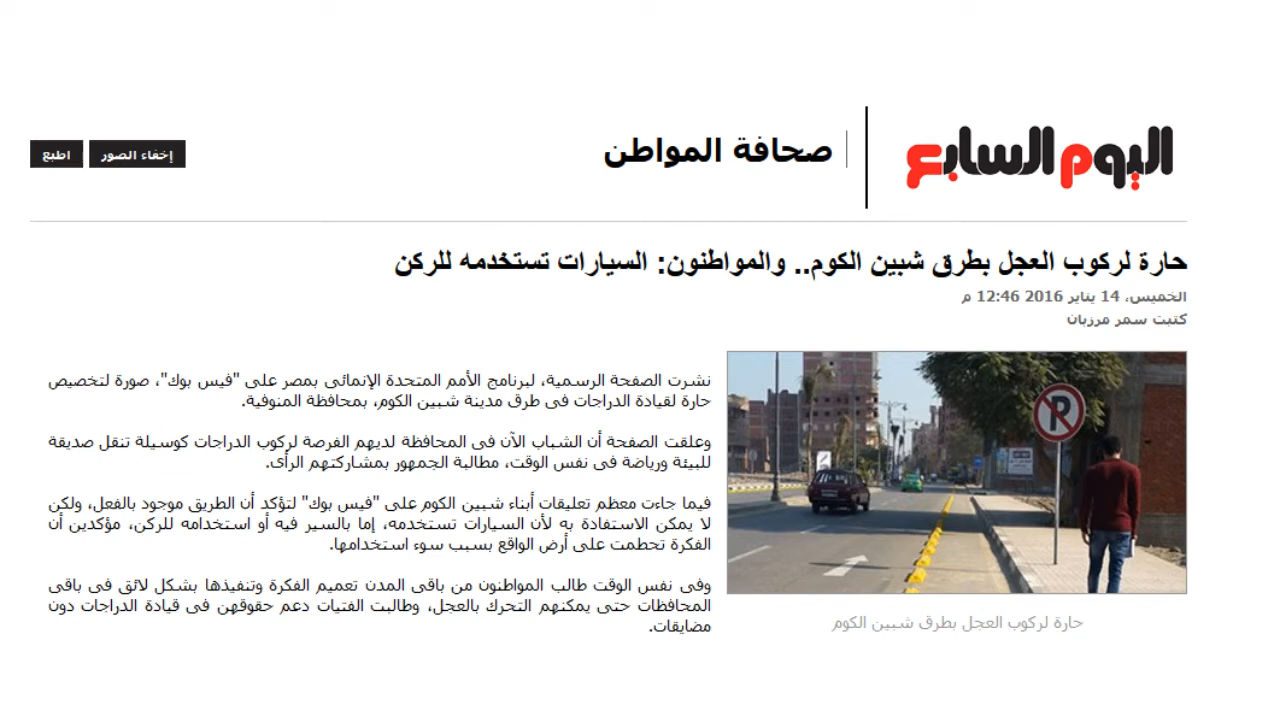 اليوم السابع
صحافة المواطن
إخفاء الصور
اطبع
حارة لركوب العجل بطرق شبين الكوم.. والمواطنون: السيارات تستخدمه للركن
الخميس، 14 يناير 2016 12:46 م
كتبت سمر مرزبان
P
حارة لركوب العجل بطرق شبين الكوم
نشرت الصفحة الرسمية، لبرنامج الأمم المتحدة الإنمائى بمصر على "فيس بوك"، صورة لتخصيص
حارة لقيادة الدراجات فى طرق مدينة شبين الكوم، بمحافظة المنوفية.
وعلقت الصفحة أن الشباب الآن فى المحافظة لديهم الفرصة لركوب الدراجات كوسيلة تنقل صديقة
للبيئة ورياضة فى نفس الوقت، مطالبة الجمهور بمشاركتهم الرأى.
فيما جاءت معظم تعليقات أبناء شبين الكوم على "فيس بوك" لتؤكد أن الطريق موجود بالفعل، ولكن
لا يمكن الاستفادة به لأن السيارات تستخدمه، إما بالسير فيه أو استخدامه للركن، مؤكدين أن
الفكرة تحطمت على أرض الواقع بسبب سوء استخدامها.
وفى نفس الوقت طالب المواطنون من باقى المدن تعميم الفكرة وتنفيذها بشكل لائق فى باقى
المحافظات حتى يمكنهم التحرك بالعجل، وطالبت الفتيات دعم حقوقهن فى قيادة الدراجات دون
مضايقات.